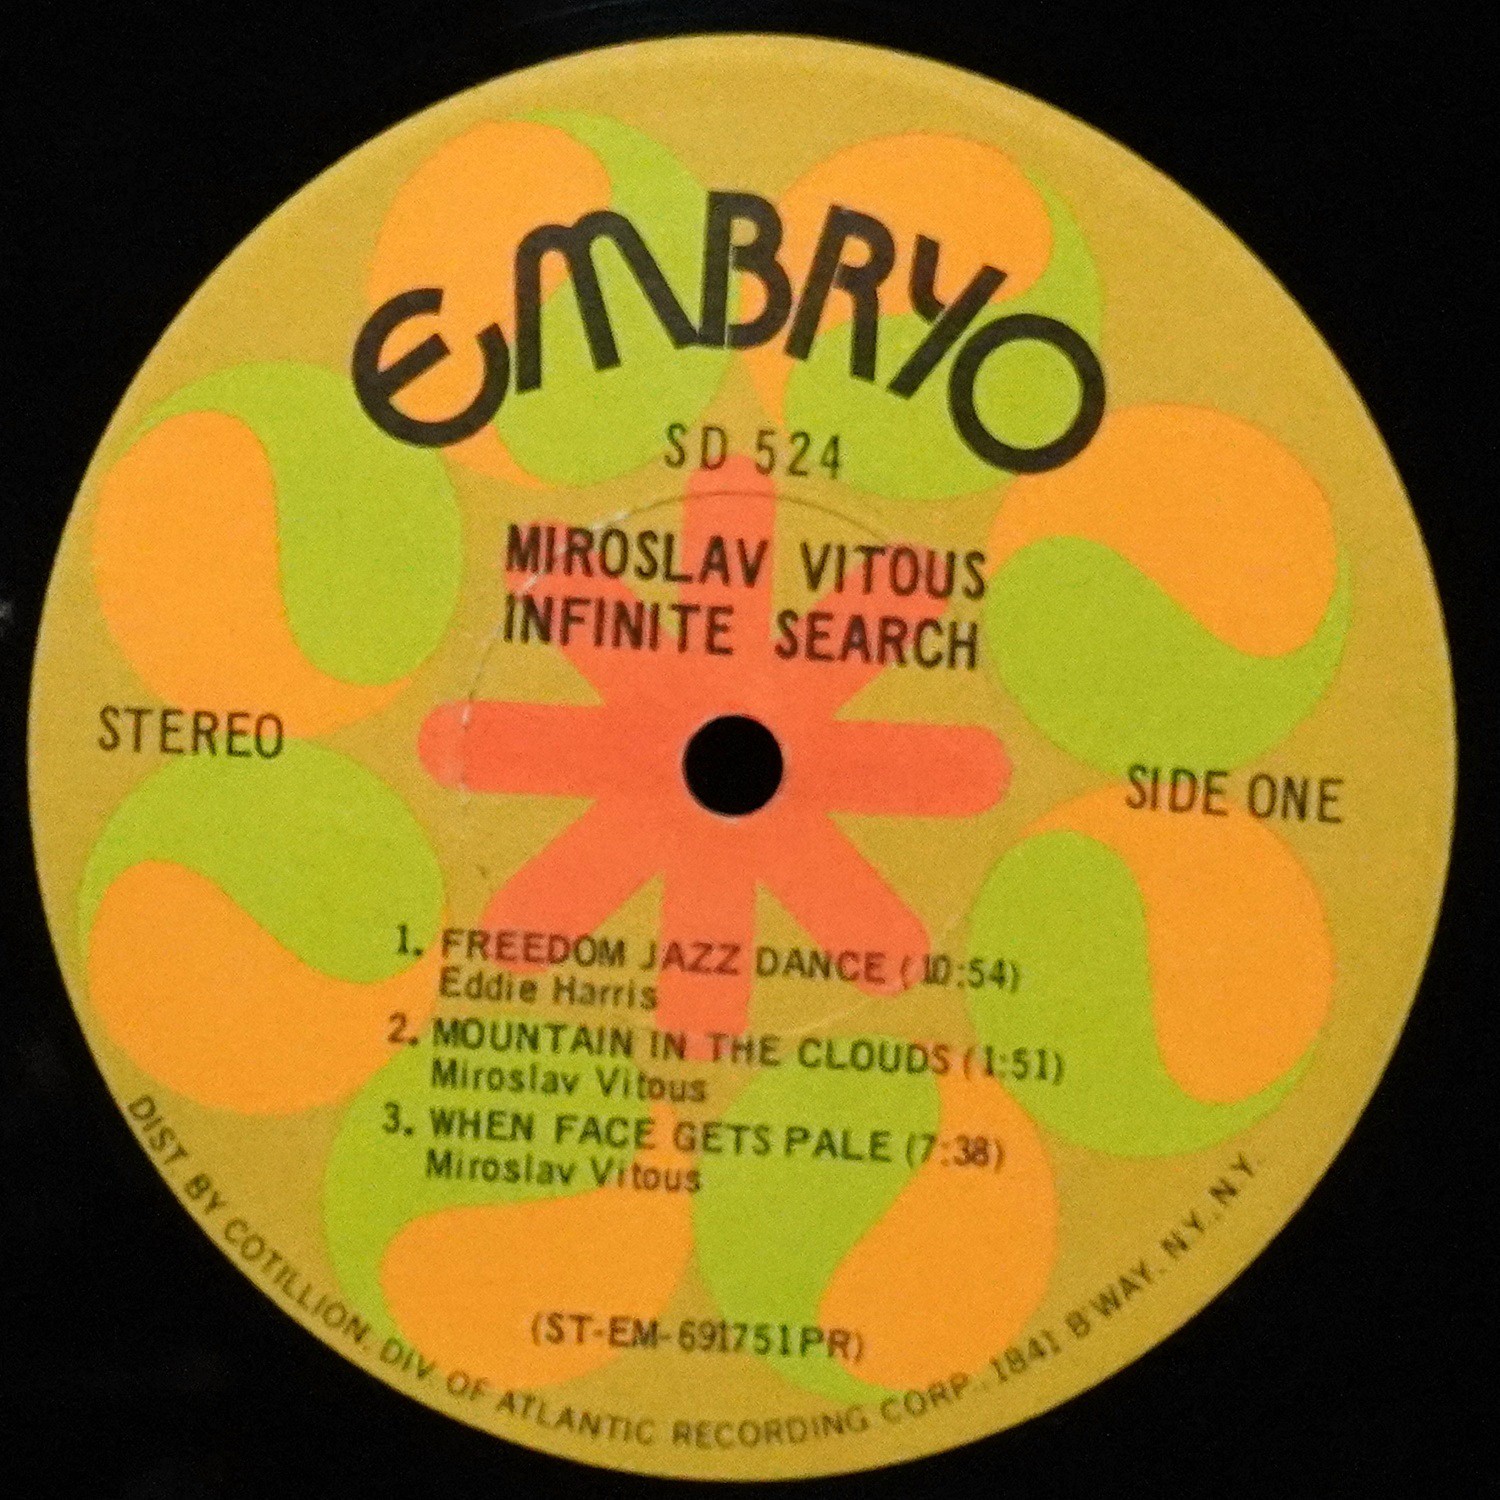 EMBRYO
SD 524
MIROSLAV VITOUS
INFINITE SEARCH
STEREO
SIDE ONE
1. FREEDOM JAZZ DANCE (10:54)
Eddie Harris
2. MOUNTAIN IN THE CLOUDS (1:51)
Miroslav Vitous
3. WHEN FACE GETS PALE (7:38)
Miroslav Vitous
(ST-EM-691751PR)
DIST BY COTILLION, DIV. OF ATLANTIC RECORDING CORP., 1841 B'WAY, N.Y., N.Y.